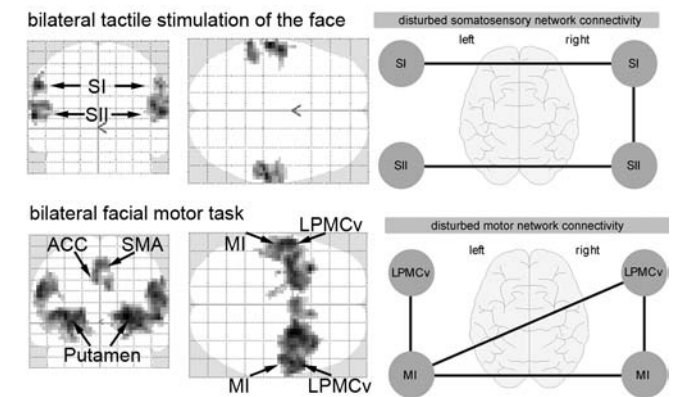 bilateral tactile stimulation of the face
disturbed somatosensory network connectivity
left right
SI
SII
SI SI
SII SII
bilateral facial motor task
disturbed motor network connectivity
ACC SMA
Putamen
MI LPMCv
MI LPMCv
left right
LPMCv LPMCv
MI MI